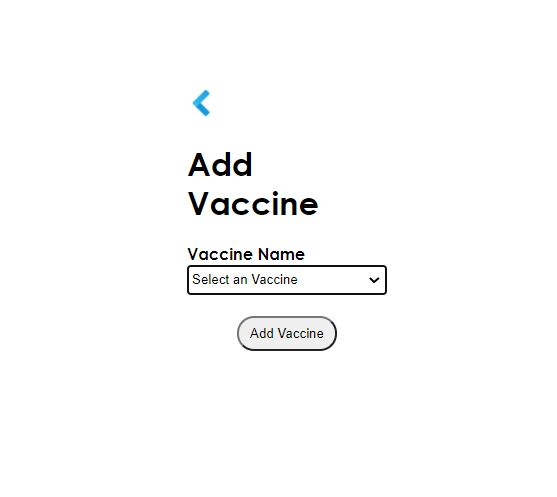 Add
Vaccine
Vaccine Name
Select an Vaccine
Add Vaccine